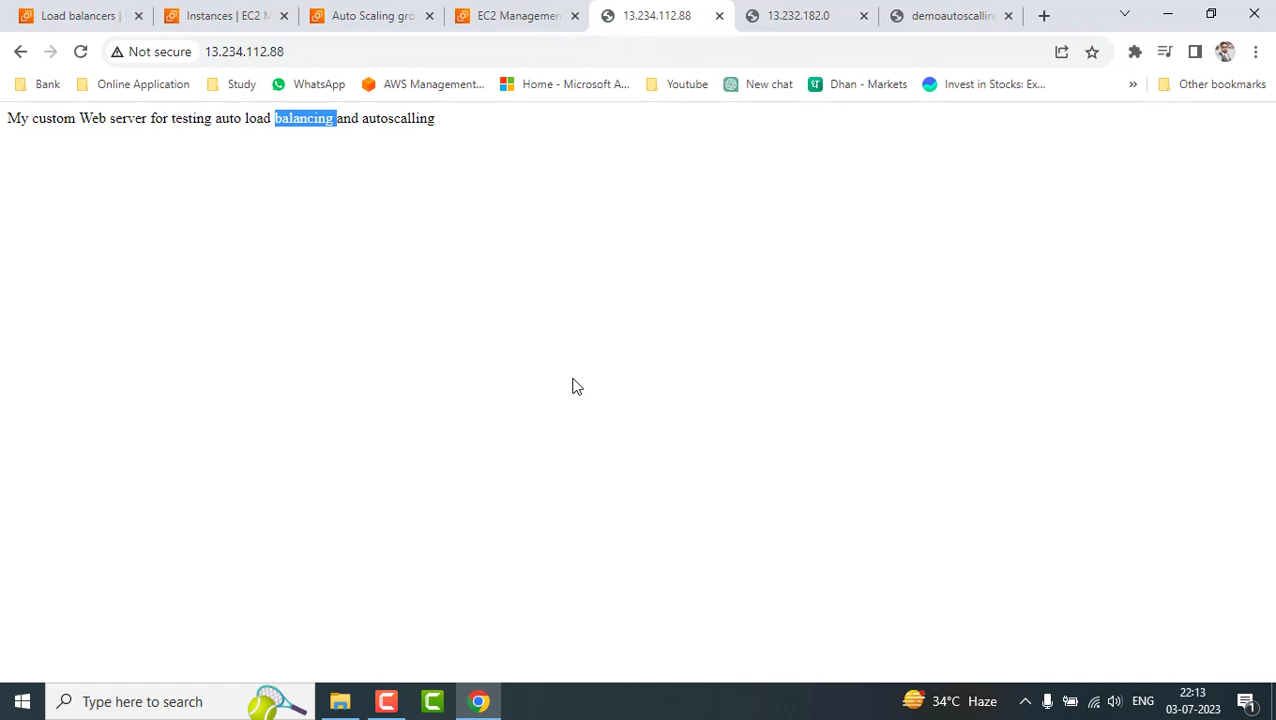 Load balancers |
Instances | EC2 M
Auto Scaling gro
EC2 Managemen
13.234.112.88
13.232.182.0
demoautoscallin
Not secure
13.234.112.88
Bank
Online Application
Study
WhatsApp
AWS Management...
Home - Microsoft A...
Youtube
New chat
Dhan - Markets
Invest in Stocks: Ex...
»
Other bookmarks
My custom Web server for testing auto load balancing and autoscalling
Type here to search
34°C Haze
ENG
22:13
03-07-2023
1